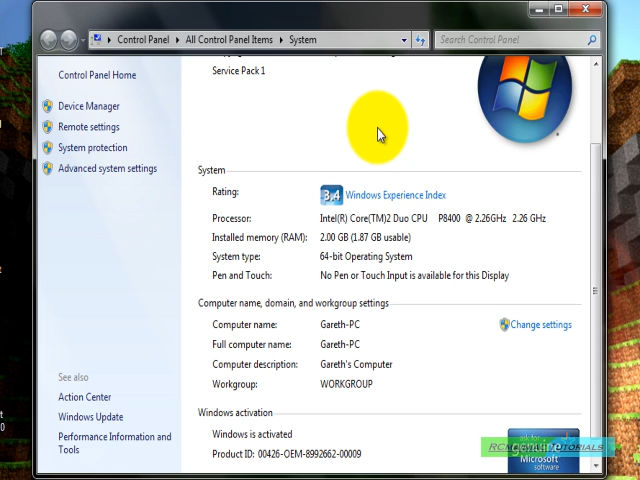 Control Panel ▸ All Control Panel Items ▸ System
Search Control Panel
Control Panel Home
Device Manager
Remote settings
System protection
Advanced system settings
See also
Action Center
Windows Update
Performance Information and
Tools
Service Pack 1
System
Rating: 3.4 Windows Experience Index
Processor: Intel(R) Core(TM)2 Duo CPU P8400 @ 2.26GHz 2.26 GHz
Installed memory (RAM): 2.00 GB (1.87 GB usable)
System type: 64-bit Operating System
Pen and Touch: No Pen or Touch Input is available for this Display
Computer name, domain, and workgroup settings
Computer name: Gareth-PC Change settings
Full computer name: Gareth-PC
Computer description: Gareth's Computer
Workgroup: WORKGROUP
Windows activation
Windows is activated
Product ID: 00426-OEM-8992662-00009
ask for
genuine
Microsoft
software